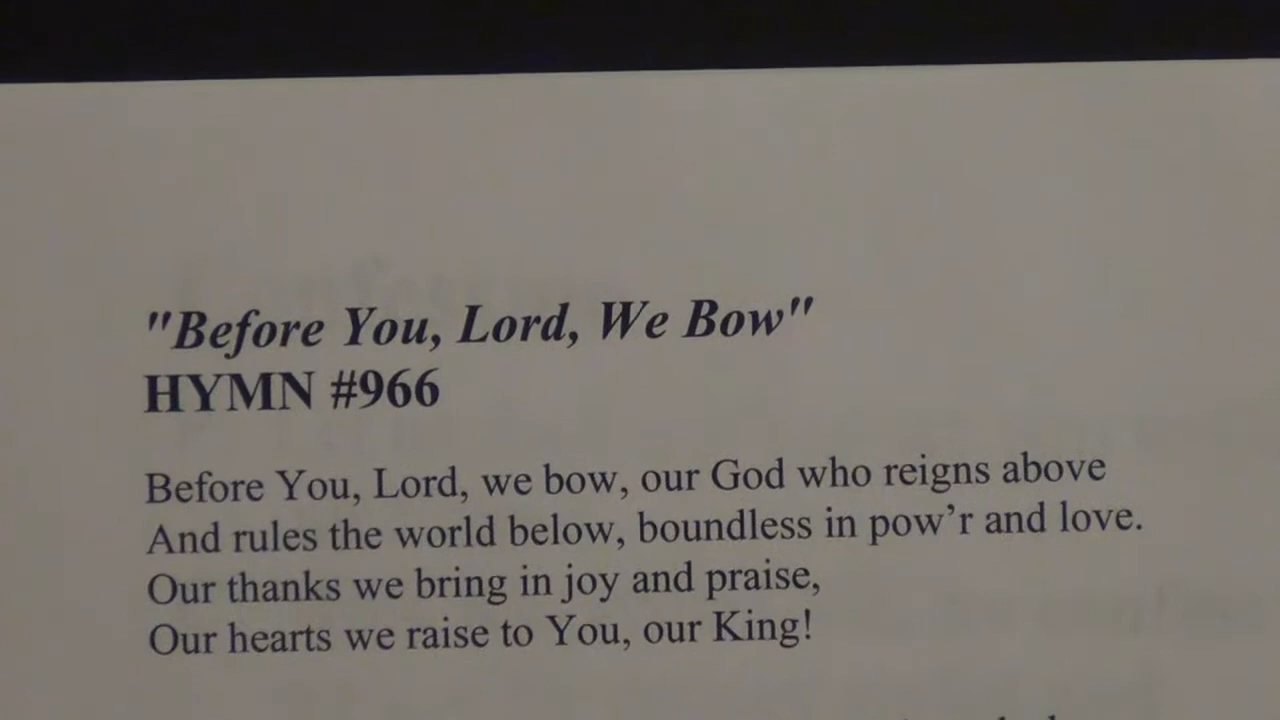 "Before You, Lord, We Bow"
HYMN #966
Before You, Lord, we bow, our God who reigns above
And rules the world below, boundless in pow’r and love.
Our thanks we bring in joy and praise,
Our hearts we raise to You, our King!